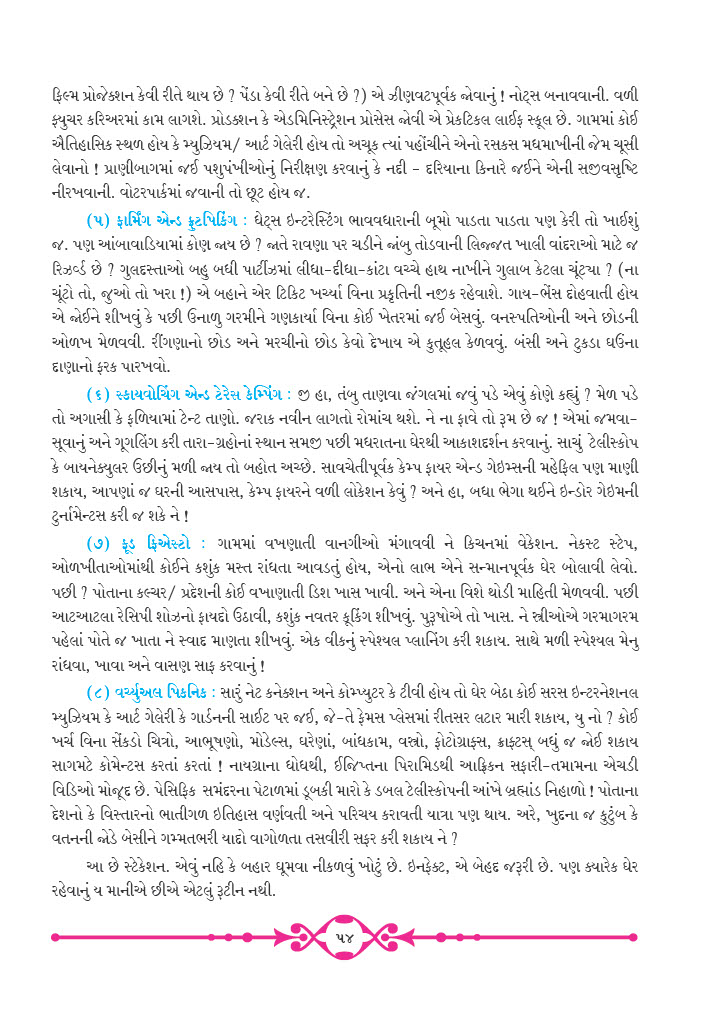 ફિલ્મ પ્રોજેક્શન કેવી રીતે થાય છે ? પેંડા કેવી રીતે બને છે ?) એ ઝીણવટપૂર્વક જોવાનું ! નોટ્સ બનાવવાની. વળી
ફ્યુચર કરિઅરમાં કામ લાગશે. પ્રોડક્શન કે એડમિનિસ્ટ્રેશન પ્રોસેસ જોવી એ પ્રેકટિકલ લાઈફ સ્કૂલ છે. ગામમાં કોઈ
ઐતિહાસિક સ્થળ હોય કે મ્યુઝિયમ/ આર્ટ ગેલેરી હોય તો અચૂક ત્યાં પહોંચીને એનો રસકસ મધમાખીની જેમ ચૂસી
લેવાનો ! પ્રાણીબાગમાં જઈ પશુપંખીઓનું નિરીક્ષણ કરવાનું કે નદી - દરિયાના કિનારે જઈને એની સજીવસૃષ્ટિ
નીરખવાની. વોટરપાર્કમાં જવાની તો છૂટ હોય જ.
(૫) ફાર્મિંગ એન્ડ ફ્રુટપિકિંગ : ધેટ્સ ઇન્ટરેસ્ટિંગ ભાવવધારાની બૂમો પાડતા પાડતા પણ કેરી તો ખાઈશું
જ. પણ આંબાવાડિયામાં કોણ જાય છે ? જાતે રાવણા પર ચડીને જાંબુ તોડવાની લિજ્જત ખાલી વાંદરાઓ માટે જ
રિઝર્વ્ડ છે ? ગુલદસ્તાઓ બહુ બધી પાર્ટીઝમાં લીધા-દીધા-કાંટા વચ્ચે હાથ નાખીને ગુલાબ કેટલા ચૂંટ્યા ? (ના
ચૂંટો તો, જુઓ તો ખરા !) એ બહાને એર ટિકિટ ખર્ચ્યા વિના પ્રકૃતિની નજીક રહેવાશે. ગાય-ભેંસ દોહવાતી હોય
એ જોઈને શીખવું કે પછી ઉનાળુ ગરમીને ગણકાર્યા વિના કોઈ ખેતરમાં જઈ બેસવું. વનસ્પતિઓની અને છોડની
ઓળખ મેળવવી. રીંગણાનો છોડ અને મરચીનો છોડ કેવો દેખાય એ કુતૂહલ કેળવવું. બંસી અને ટુકડા ઘઉંના
દાણાનો ફરક પારખવો.
(૬) સ્કાયવોચિંગ એન્ડ ટેરેસ કેમ્પિંગ : જી હા, તંબુ તાણવા જંગલમાં જવું પડે એવું કોણે કહ્યું ? મેળ પડે
તો અગાસી કે ફળિયામાં ટેન્ટ તાણો. જરાક નવીન લાગતો રોમાંચ થશે. ને ના ફાવે તો રૂમ છે જ ! એમાં જમવા-
સૂવાનું અને ગૂગલિંગ કરી તારા-ગ્રહોનાં સ્થાન સમજી પછી મધરાતના ઘેરથી આકાશદર્શન કરવાનું. સાચું ટેલીસ્કોપ
કે બાયનેક્યુલર ઉછીનું મળી જાય તો બહોત અચ્છે. સાવચેતીપૂર્વક કેમ્પ ફાયર એન્ડ ગેઇમ્સની મહેફિલ પણ માણી
શકાય, આપણાં જ ઘરની આસપાસ, કેમ્પ ફાયરને વળી લોકેશન કેવું ? અને હા, બધા ભેગા થઈને ઇન્ડોર ગેઇમની
ટુર્નામેન્ટસ કરી જ શકે ને !
(૭) ફૂડ ફિએસ્ટો : ગામમાં વખણાતી વાનગીઓ મંગાવવી ને કિચનમાં વેકેશન. નેક્સ્ટ સ્ટેપ,
ઓળખીતાઓમાંથી કોઈને કશુંક મસ્ત રાંધતા આવડતું હોય, એનો લાભ એને સન્માનપૂર્વક ઘેર બોલાવી લેવો.
પછી ? પોતાના કલ્ચર/ પ્રદેશની કોઈ વખાણાતી ડિશ ખાસ ખાવી. અને એના વિશે થોડી માહિતી મેળવવી. પછી
આટઆટલા રેસિપી શોઝનો ફાયદો ઉઠાવી, કશુંક નવતર કૂકિંગ શીખવું. પુરૂષોએ તો ખાસ. ને સ્ત્રીઓએ ગરમાગરમ
પહેલાં પોતે જ ખાતા ને સ્વાદ માણતા શીખવું. એક વીકનું સ્પેશ્યલ પ્લાનિંગ કરી શકાય. સાથે મળી સ્પેશ્યલ મેનુ
રાંધવા, ખાવા અને વાસણ સાફ કરવાનું !
(૮) વર્ચ્યુઅલ પિકનિક : સારું નેટ કનેક્શન અને કોમ્પ્યુટર કે ટીવી હોય તો ઘેર બેઠા કોઈ સરસ ઇન્ટરનેશનલ
મ્યુઝિયમ કે આર્ટ ગેલેરી કે ગાર્ડનની સાઈટ પર જઈ, જે-તે ફેમસ પ્લેસમાં રીતસર લટાર મારી શકાય, યુ નો ? કોઈ
ખર્ચ વિના સેંકડો ચિત્રો, આભૂષણો, મોડેલ્સ, ઘરેણાં, બાંધકામ, વસ્ત્રો, ફોટોગ્રાફ્સ, ક્રાફ્ટસ્ બધું જ જોઈ શકાય
સાગમટે કોમેન્ટસ કરતાં કરતાં ! નાયગ્રાના ધોધથી, ઈજિપ્તના પિરામિડથી આફ્રિકન સફારી-તમામના એચડી
વિડિઓ મોજૂદ છે. પેસિફિક સમંદરના પેટાળમાં ડૂબકી મારો કે ડબલ ટેલીસ્કોપની આંખે બ્રહ્માંડ નિહાળો ! પોતાના
દેશનો કે વિસ્તારનો ભાતીગળ ઇતિહાસ વર્ણવતી અને પરિચય કરાવતી યાત્રા પણ થાય. અરે, ખુદના જ કુટુંબ કે
વતનની જોડે બેસીને ગમ્મતભરી યાદો વાગોળતા તસવીરી સફર કરી શકાય ને ?
આ છે સ્ટેકેશન. એવું નહિ કે બહાર ઘૂમવા નીકળવું ખોટું છે. ઇનફેક્ટ, એ બેહદ જરૂરી છે. પણ ક્યારેક ઘેર
રહેવાનું ય માનીએ છીએ એટલું રૂટીન નથી.
૫૪